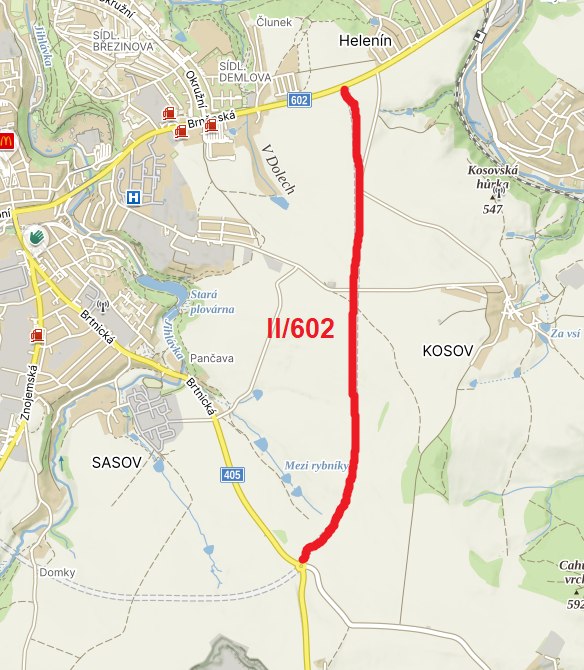 Člunek
Helenín
Jihlávka
SÍDL.
BŘEZINOVA
SÍDL.
DEMLOVA
Okružní
602
Brněnská
V Dolech
Kosovská
hůrka
547
H
Stará
plovárna
Jihlávka
Brtnická
II/602
Pančava
KOSOV
Za vsí
Znojemská
Brtnická
SASOV
Mezi rybníky
405
Domky
vrch
592